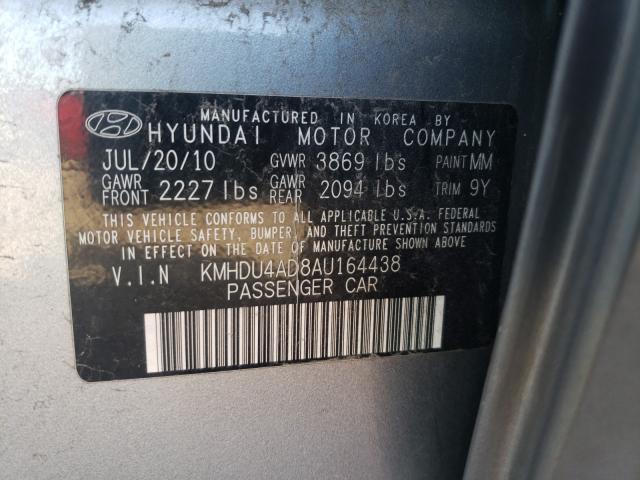 MANUFACTURED IN KOREA BY
HYUNDAI MOTOR COMPANY
JUL/20/10 GVWR 3869 lbs PAINT MM
GAWR FRONT 2227 lbs GAWR REAR 2094 lbs TRIM 9Y
THIS VEHICLE CONFORMS TO ALL APPLICABLE U.S.A. FEDERAL
MOTOR VEHICLE SAFETY, BUMPER, AND THEFT PREVENTION STANDARDS
IN EFFECT ON THE DATE OF MANUFACTURE SHOWN ABOVE.
V.I.N KMHDU4AD8AU164438
PASSENGER CAR